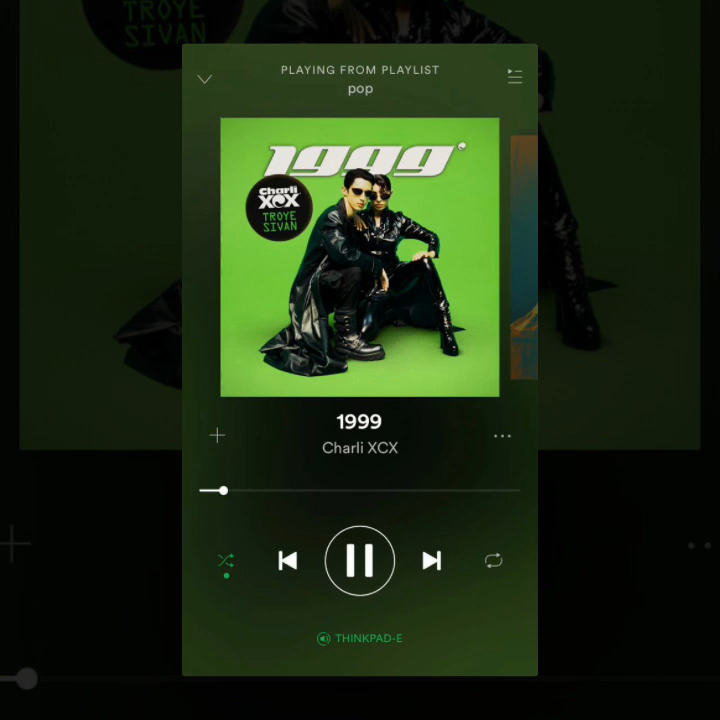 TROYE
SIVAN
PLAYING FROM PLAYLIST
pop
1999
Charli
XCX
TROYE
SIVAN
1999
Charli XCX
THINKPAD-E